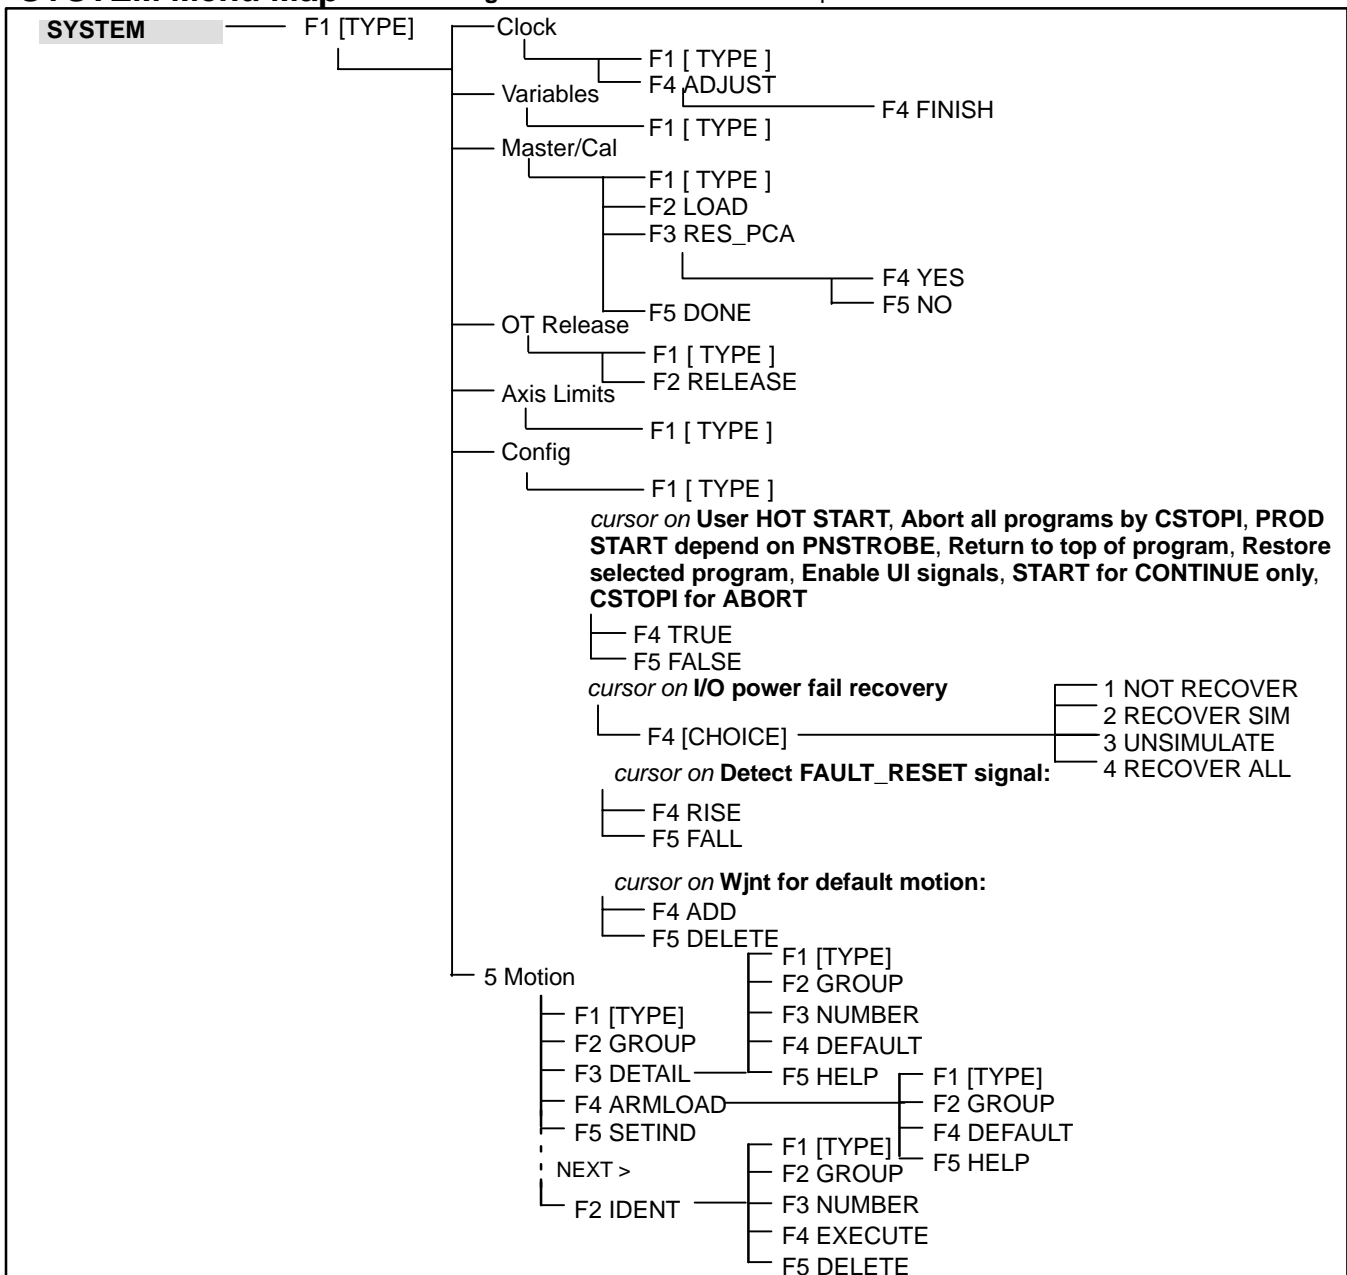 SYSTEM Menu Map
SYSTEM
F1 [TYPE]
Clock
F1 [ TYPE ]
F4 ADJUST
F4 FINISH
Variables
F1 [ TYPE ]
Master/Cal
F1 [ TYPE ]
F2 LOAD
F3 RES_PCA
F4 YES
F5 NO
F5 DONE
OT Release
F1 [ TYPE ]
F2 RELEASE
Axis Limits
F1 [ TYPE ]
Config
F1 [ TYPE ]
cursor on User HOT START, Abort all programs by CSTOPI, PROD
START depend on PNSTROBE, Return to top of program, Restore
selected program, Enable UI signals, START for CONTINUE only,
CSTOPI for ABORT
F4 TRUE
F5 FALSE
cursor on I/O power fail recovery
F4 [CHOICE]
1 NOT RECOVER
2 RECOVER SIM
3 UNSIMULATE
4 RECOVER ALL
cursor on Detect FAULT_RESET signal:
F4 RISE
F5 FALL
cursor on Wjnt for default motion:
F4 ADD
F5 DELETE
5 Motion
F1 [TYPE]
F2 GROUP
F3 DETAIL
F1 [TYPE]
F2 GROUP
F3 NUMBER
F4 DEFAULT
F5 HELP
F4 ARMLOAD
F1 [TYPE]
F2 GROUP
F4 DEFAULT
F5 HELP
F5 SETIND
NEXT >
F2 IDENT
F1 [TYPE]
F2 GROUP
F3 NUMBER
F4 EXECUTE
F5 DELETE